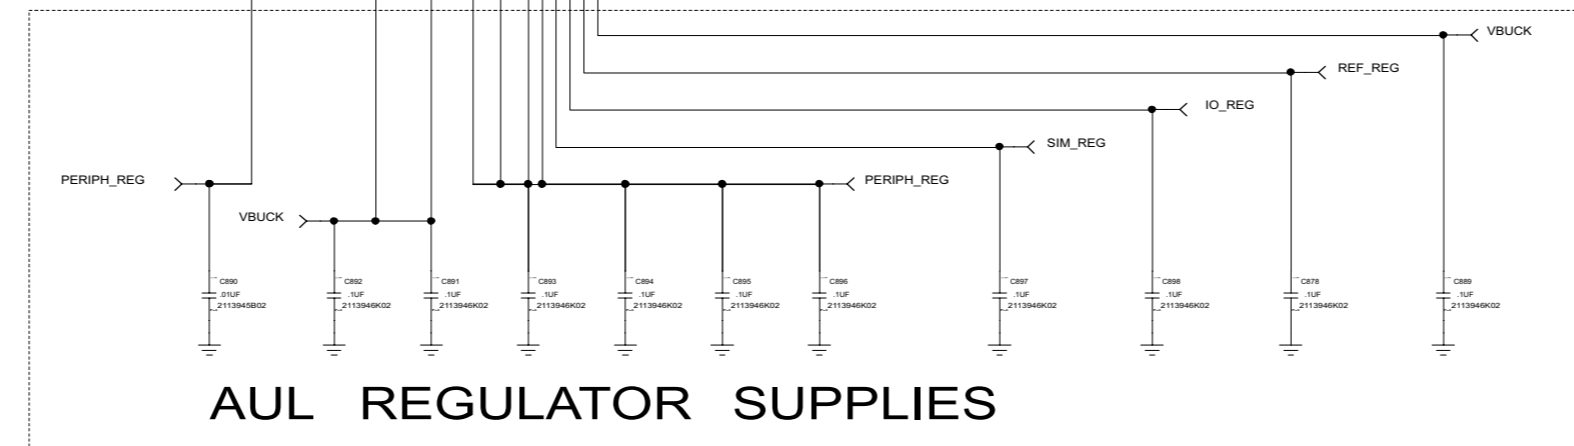 VBUCK
REF_REG
IO_REG
SIM_REG
PERIPH_REG
PERIPH_REG
VBUCK
C890
.01UF
2113945B02
C892
.1UF
2113946K02
C891
.1UF
2113946K02
C893
.1UF
2113946K02
C894
.1UF
2113946K02
C895
.1UF
2113946K02
C896
.1UF
2113946K02
C897
.1UF
2113946K02
C898
.1UF
2113946K02
C878
.1UF
2113946K02
C889
.1UF
2113946K02
AUL REGULATOR SUPPLIES